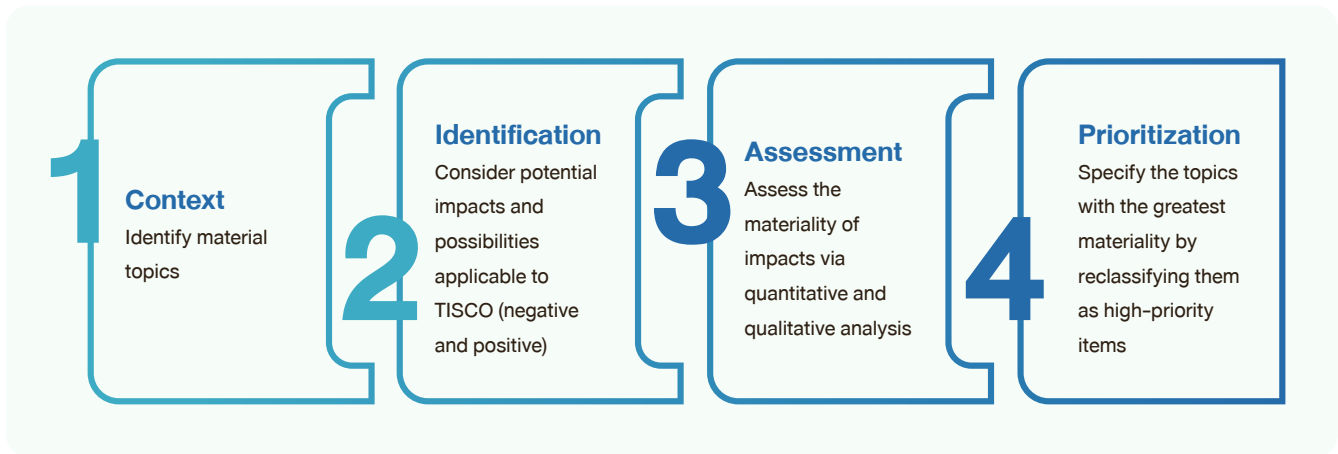 1
Context
Identify material
topics
2
Identification
Consider potential
impacts and
possibilities
applicable to
TISCO (negative
and positive)
3
Assessment
Assess the
materiality of
impacts via
quantitative and
qualitative analysis
4
Prioritization
Specify the topics
with the greatest
materiality by
reclassifying them
as high-priority
items